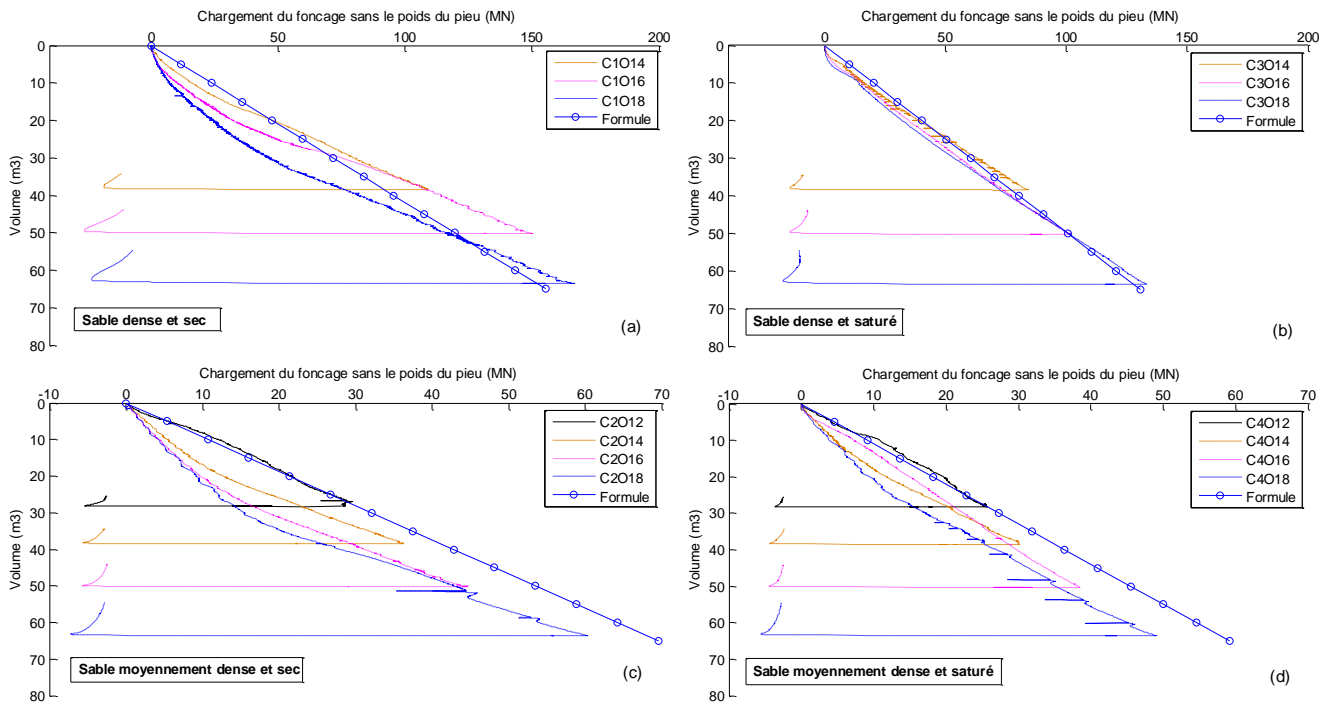 Chargement du foncage sans le poids du pieu (MN)
0 50 100 150 200
0
10
20
30
40
50
60
70
80
Volume (m3)
C1O14
C1O16
C1O18
Formule
Sable dense et sec
(a)
Chargement du foncage sans le poids du pieu (MN)
0 50 100 150 200
0
10
20
30
40
50
60
70
80
Volume (m3)
C3O14
C3O16
C3O18
Formule
Sable dense et saturé
(b)
Chargement du foncage sans le poids du pieu (MN)
-10 0 10 20 30 40 50 60 70
0
10
20
30
40
50
60
70
80
Volume (m3)
C2O12
C2O14
C2O16
C2O18
Formule
Sable moyennement dense et sec
(c)
Chargement du foncage sans le poids du pieu (MN)
-10 0 10 20 30 40 50 60 70
0
10
20
30
40
50
60
70
80
Volume (m3)
C4O12
C4O14
C4O16
C4O18
Formule
Sable moyennement dense et saturé
(d)